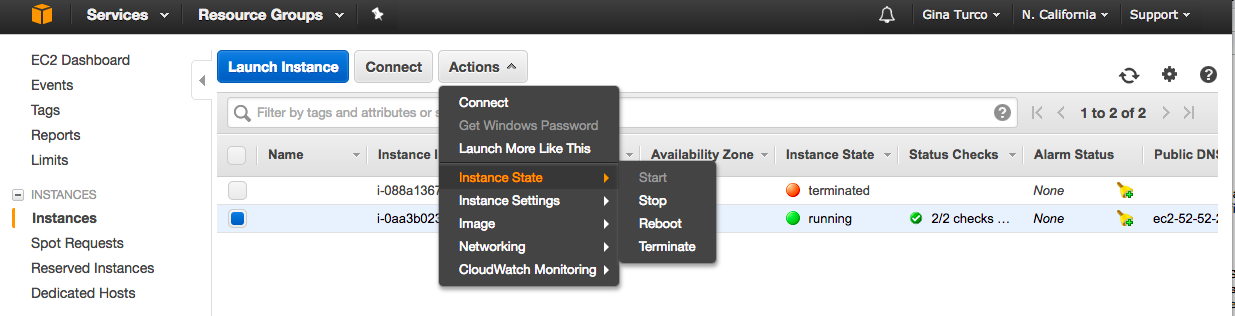 Services Resource Groups Gina Turco N. California Support
EC2 Dashboard
Events
Tags
Reports
Limits
INSTANCES
Instances
Spot Requests
Reserved Instances
Dedicated Hosts
Launch Instance Connect Actions
Filter by tags and attributes or 1 to 2 of 2
Name Instance Availability Zone Instance State Status Checks Alarm Status Public DNS
i-088a1367 terminated None
i-0aa3b023 running 2/2 checks ... None ec2-52-52-
Connect
Get Windows Password
Launch More Like This
Instance State
Instance Settings
Image
Networking
CloudWatch Monitoring
Start
Stop
Reboot
Terminate